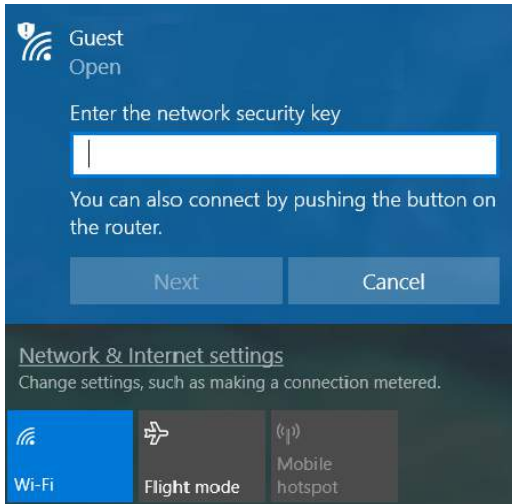 Guest
Open
Enter the network security key
You can also connect by pushing the button on
the router.
Next
Cancel
Network & Internet settings
Change settings, such as making a connection metered.
Wi-Fi
Flight mode
Mobile
hotspot